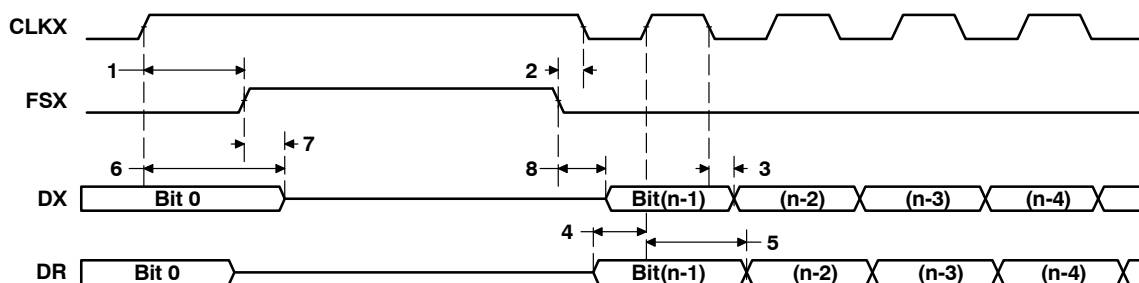 CLKX
1 2
FSX
7
6 8 3
DX Bit 0 Bit(n-1) (n-2) (n-3) (n-4)
4 5
DR Bit 0 Bit(n-1) (n-2) (n-3) (n-4)